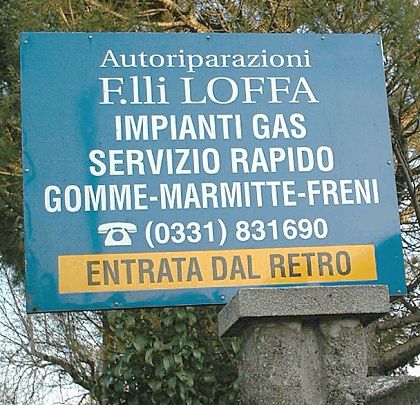 Autoriparazioni
F.lli LOFFA
IMPIANTI GAS
SERVIZIO RAPIDO
GOMME-MARMITTE-FRENI
☎ (0331) 831690
ENTRATA DAL RETRO